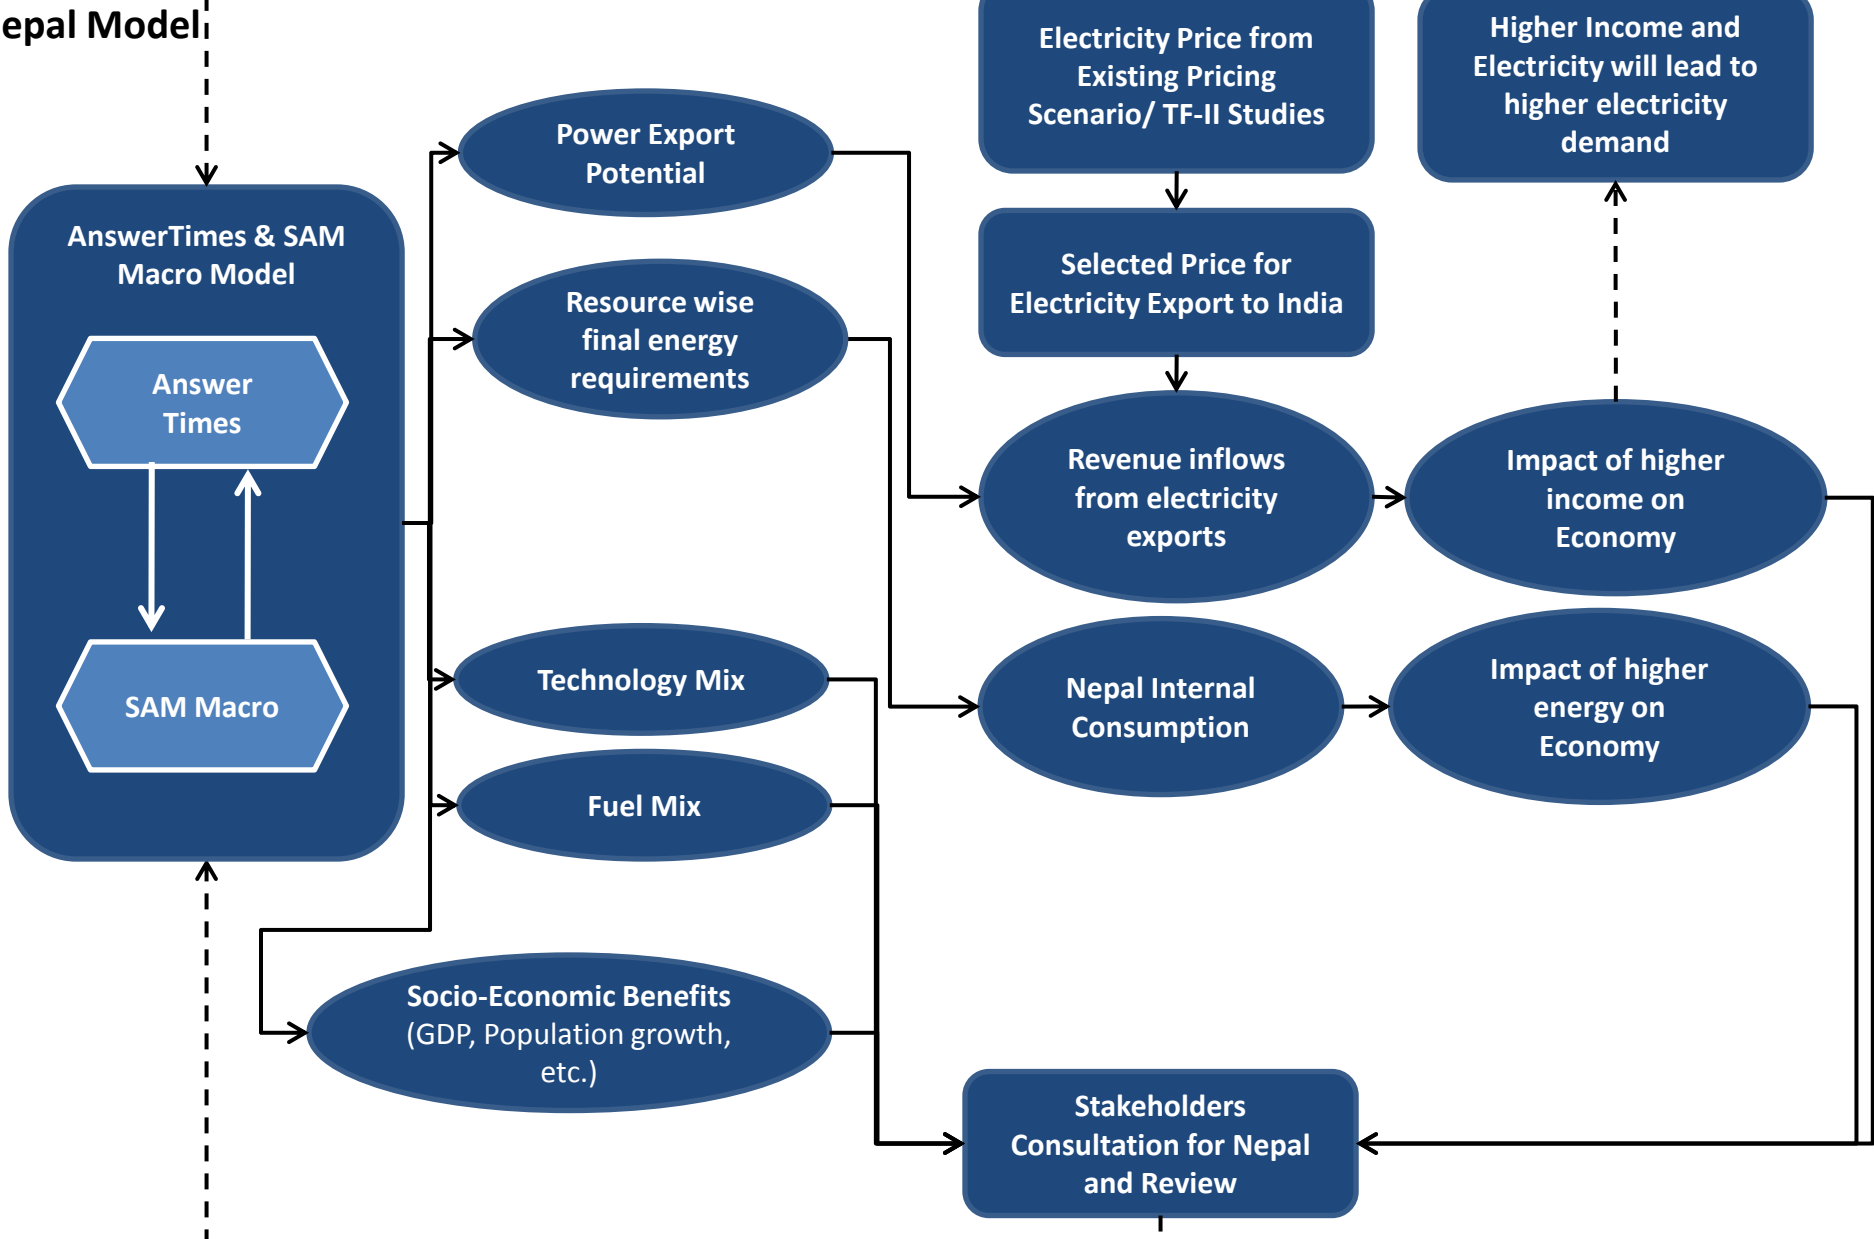 epal Model
Electricity Price from
Existing Pricing
Scenario/ TF-II Studies
Higher Income and
Electricity will lead to
higher electricity
demand
Power Export
Potential
AnswerTimes & SAM
Macro Model
Resource wise
final energy
requirements
Selected Price for
Electricity Export to India
Answer
Times
Revenue inflows
from electricity
exports
Impact of higher
income on
Economy
SAM Macro
Technology Mix
Nepal Internal
Consumption
Impact of higher
energy on
Economy
Fuel Mix
Socio-Economic Benefits
(GDP, Population growth,
etc.)
Stakeholders
Consultation for Nepal
and Review